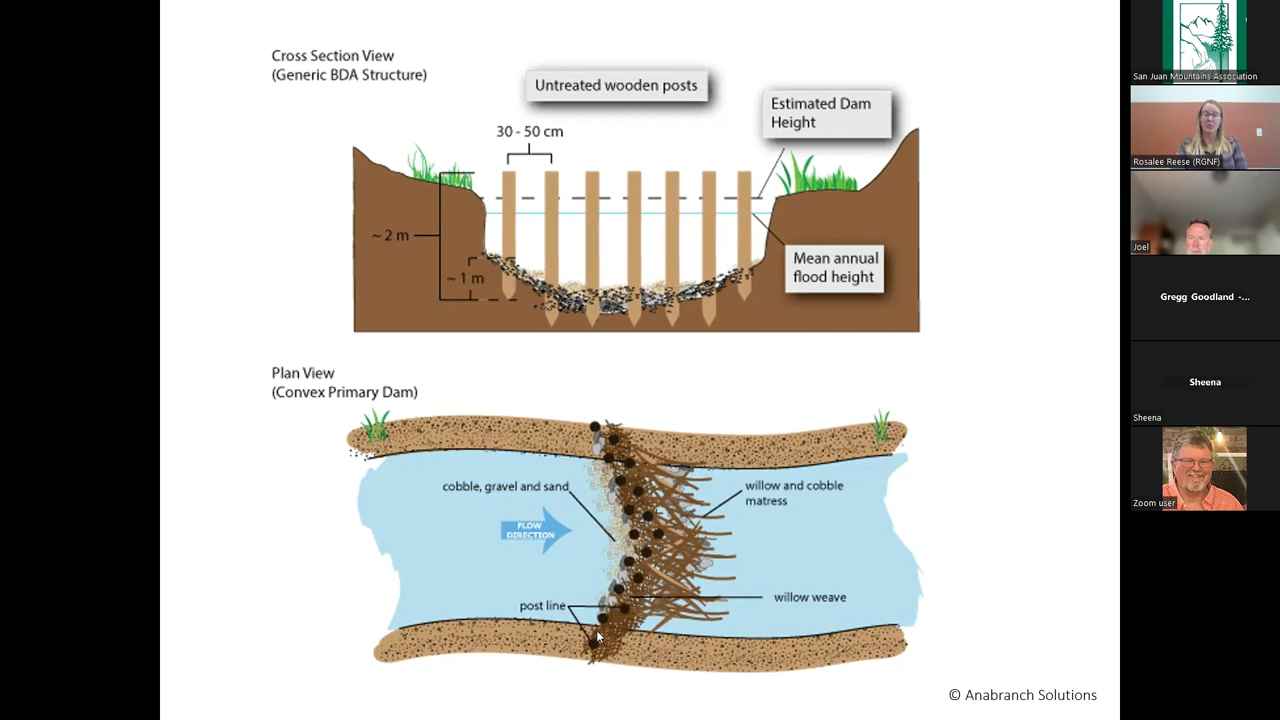 Cross Section View
(Generic BDA Structure)
Untreated wooden posts
Estimated Dam
Height
30 - 50 cm
~ 2 m
~ 1 m
Mean annual
flood height
Plan View
(Convex Primary Dam)
cobble, gravel and sand
willow and cobble
matress
FLOW
DIRECTION
post line
willow weave
© Anabranch Solutions
San Juan Mountains Association
Rosalee Reese (RGNF)
Joel
Gregg Goodland -...
Sheena
Sheena
Zoom user